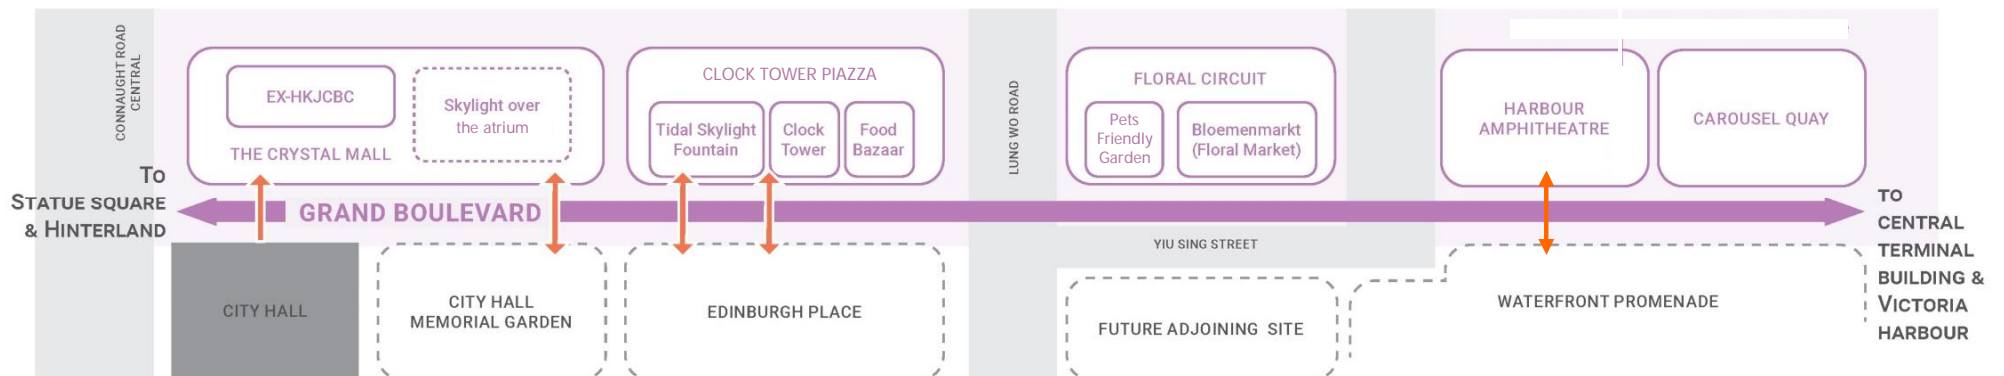 CONNAUGHT ROAD
CENTRAL
EX-HKJCBC
Skylight over
the atrium
THE CRYSTAL MALL
CLOCK TOWER PIAZZA
Tidal Skylight
Fountain
Clock
Tower
Food
Bazaar
LUNG WO ROAD
FLORAL CIRCUIT
Pets
Friendly
Garden
Bloemenmarkt
(Floral Market)
HARBOUR
AMPHITHEATRE
CAROUSEL QUAY
TO
STATUE SQUARE
& HINTERLAND
GRAND BOULEVARD
TO
CENTRAL
TERMINAL
BUILDING &
VICTORIA
HARBOUR
YIU SING STREET
CITY HALL
CITY HALL
MEMORIAL GARDEN
EDINBURGH PLACE
FUTURE ADJOINING SITE
WATERFRONT PROMENADE